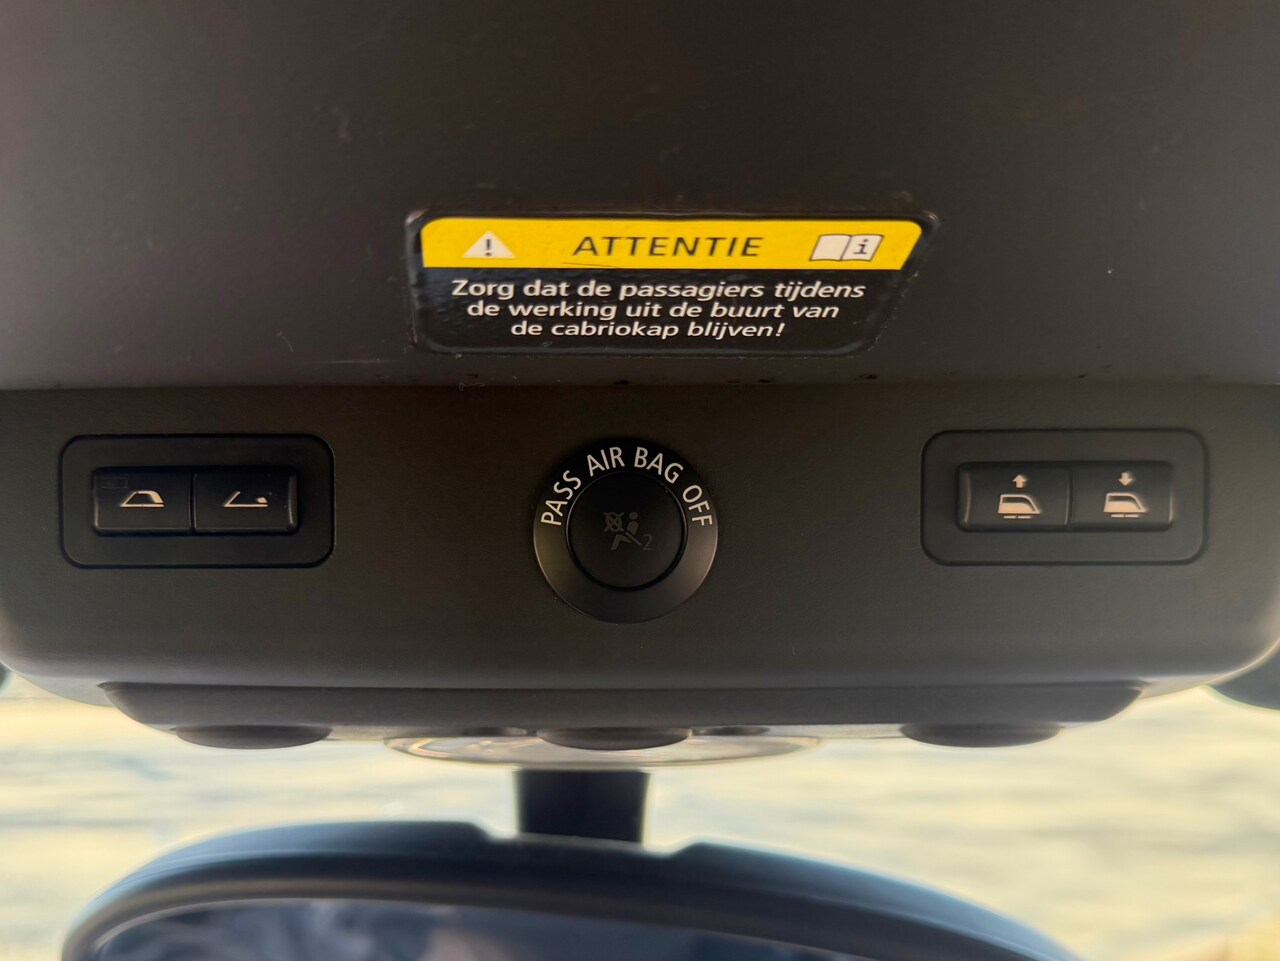 ATTENTIE
Zorg dat de passagiers tijdens
de werking uit de buurt van
de cabriokap blijven!
PASS AIR BAG OFF
2